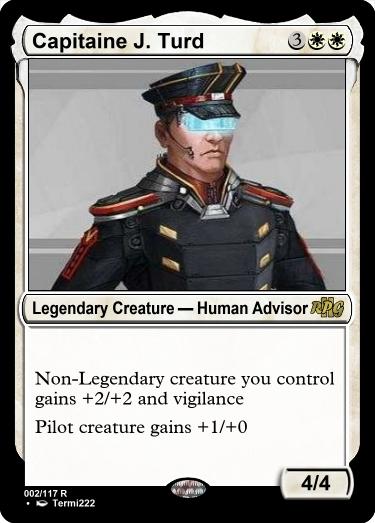 Capitaine J. Turd 3
Legendary Creature — Human Advisor RPG
Non-Legendary creature you control
gains +2/+2 and vigilance
Pilot creature gains +1/+0
4/4
002/117 R
• Termi222